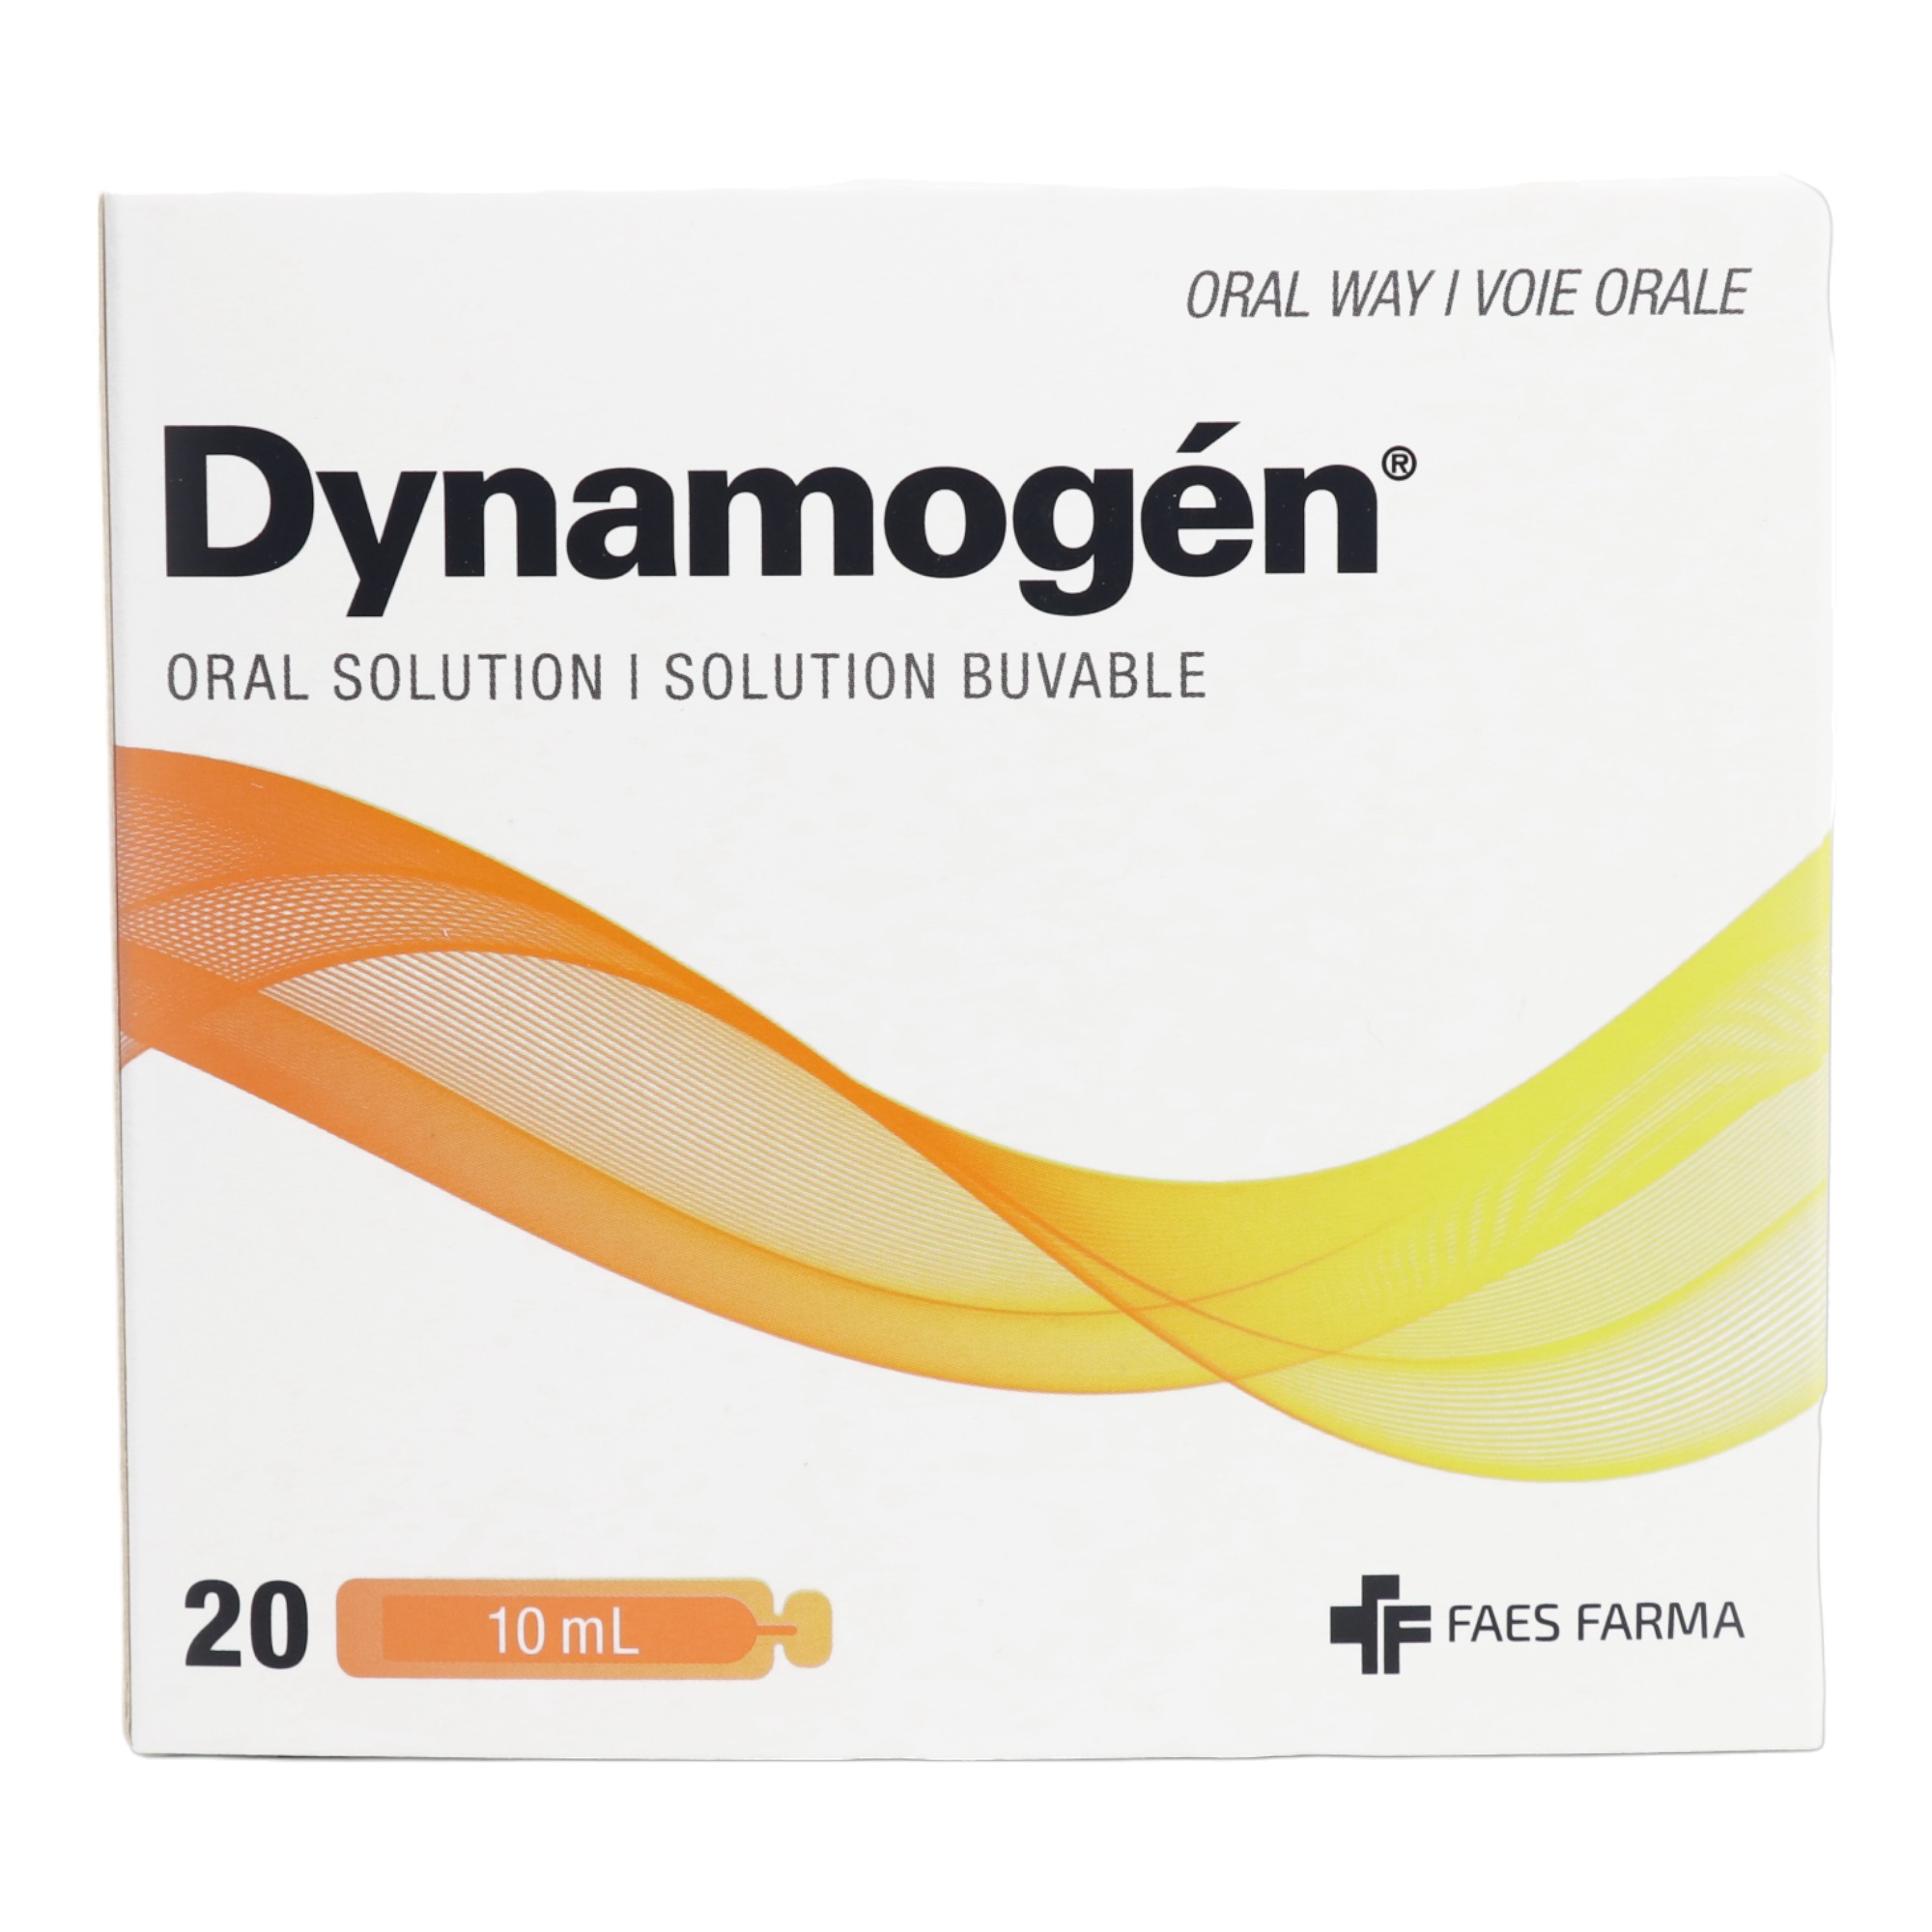 ORAL WAY I VOIE ORALE
Dynamogén®
ORAL SOLUTION I SOLUTION BUVABLE
20 10 mL
FAES FARMA